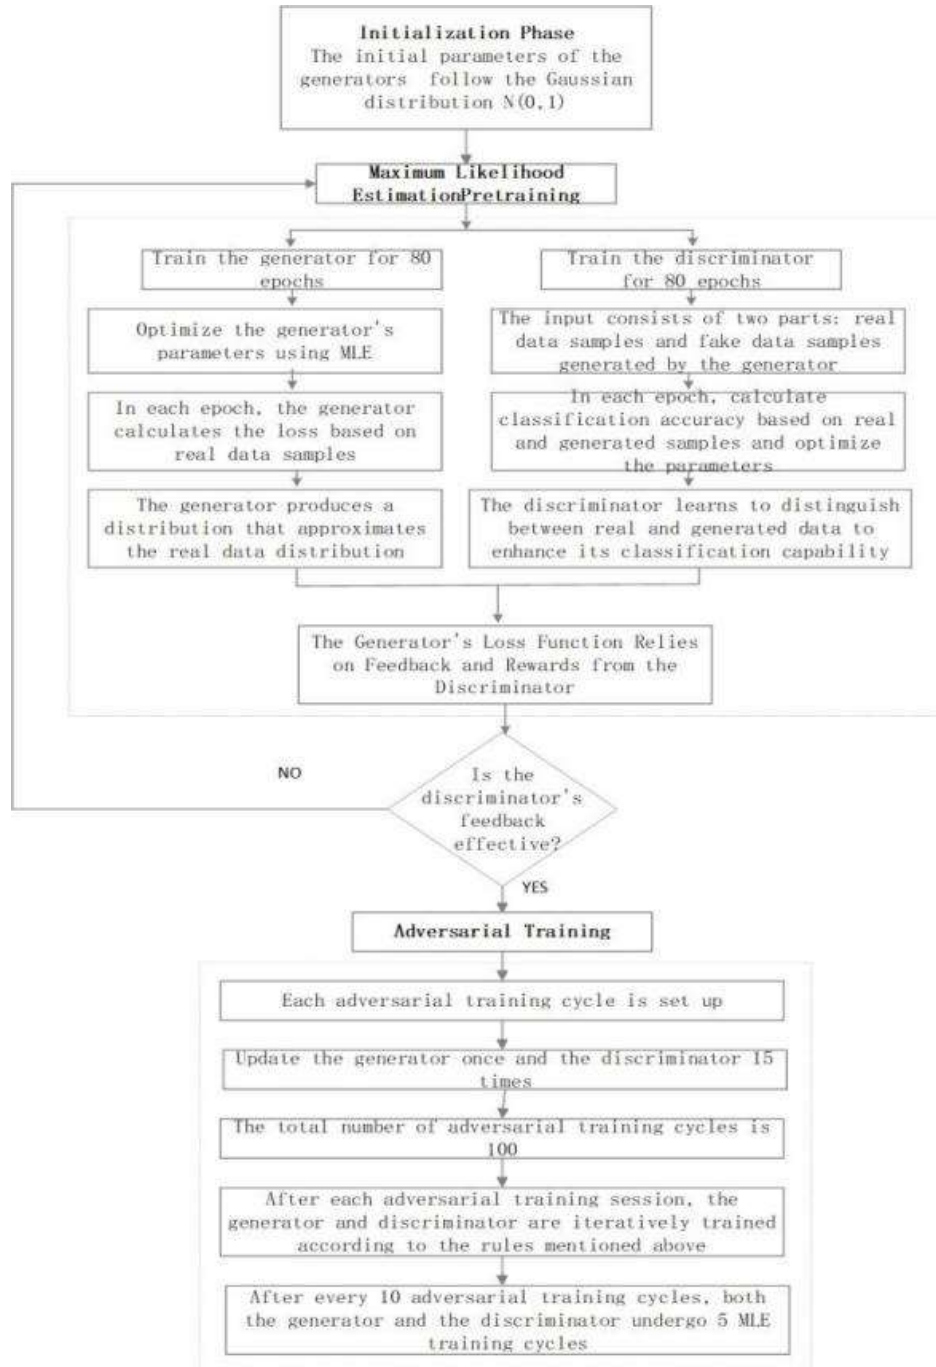 Initialization Phase
The initial parameters of the
generators follow the Gaussian
distribution N(0,1)
Maximum Likelihood
EstimationPretraining
Train the generator for 80
epochs
Optimize the generator's
parameters using MLE
In each epoch, the generator
calculates the loss based on
real data samples
The generator produces a
distribution that approximates
the real data distribution
Train the discriminator
for 80 epochs
The input consists of two parts: real
data samples and fake data samples
generated by the generator
In each epoch, calculate
classification accuracy based on real
and generated samples and optimize
the parameters
The discriminator learns to distinguish
between real and generated data to
enhance its classification capability
The Generator's Loss Function Relies
on Feedback and Rewards from the
Discriminator
NO
Is the
discriminator's
feedback
effective?
YES
Adversarial Training
Each adversarial training cycle is set up
Update the generator once and the discriminator 15
times
The total number of adversarial training cycles is
100
After each adversarial training session, the
generator and discriminator are iteratively trained
according to the rules mentioned above
After every 10 adversarial training cycles, both
the generator and the discriminator undergo 5 MLE
training cycles